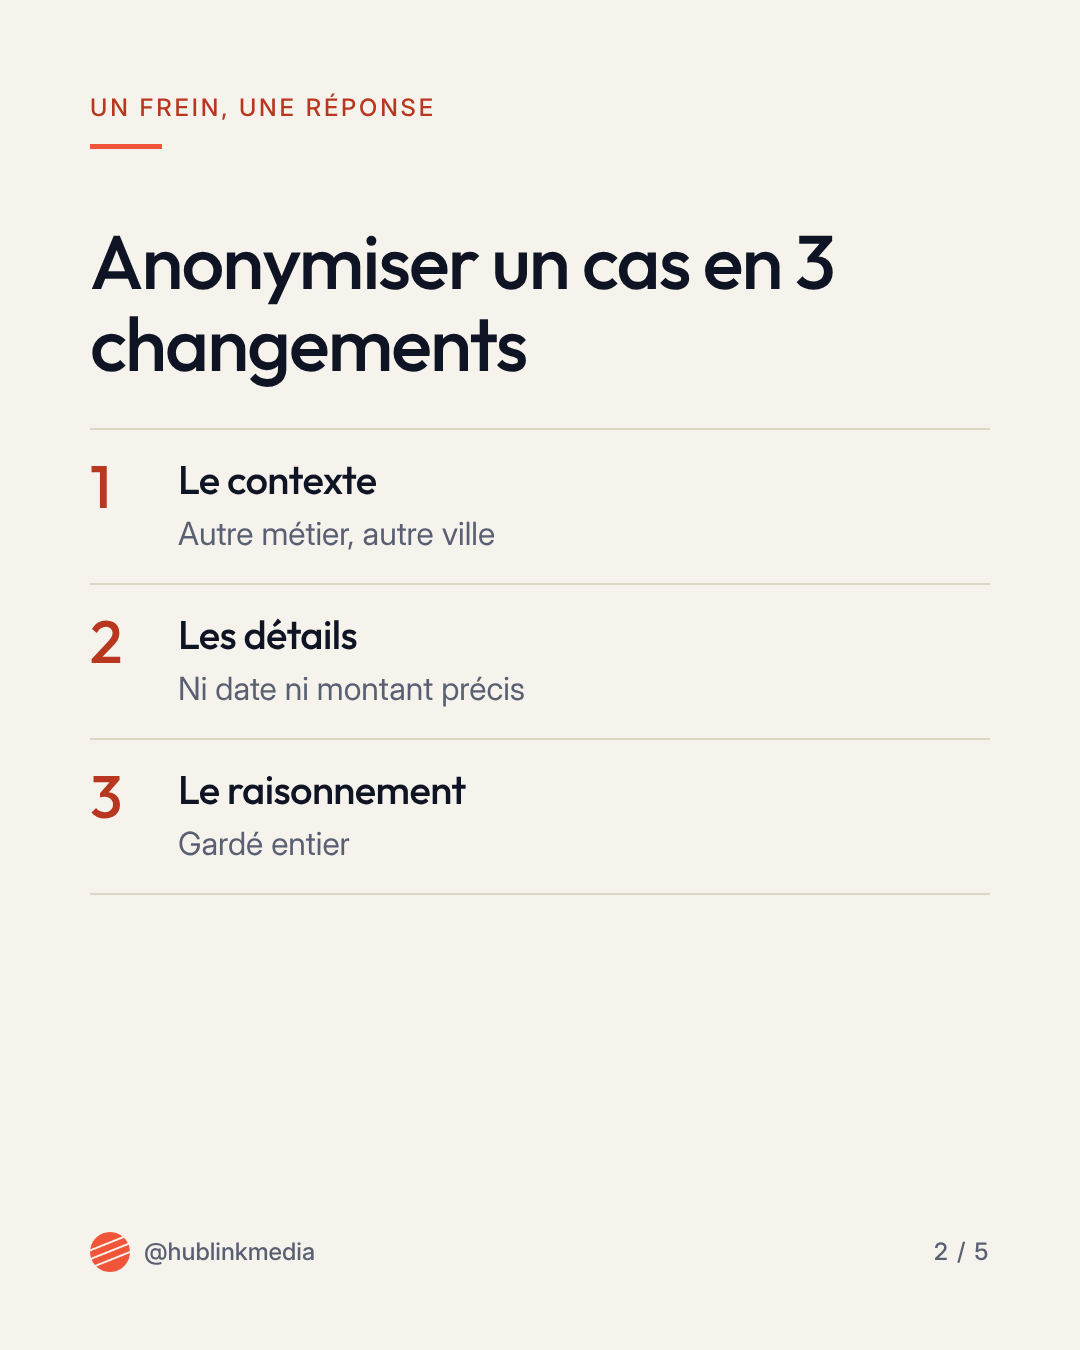 UN FREIN, UNE RÉPONSE
Anonymiser un cas en 3
changements
1 Le contexte
Autre métier, autre ville
2 Les détails
Ni date ni montant précis
3 Le raisonnement
Gardé entier
@hublinkmedia 2 / 5